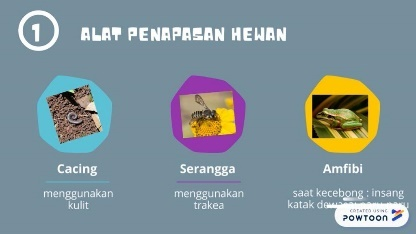 1
ALAT PENAPASAN HEWAN
Cacing
Serangga
Amfibi
menggunakan
kulit
menggunakan
trakea
saat kecebong : insang
katak dewasa
CREATED USING
POWTOON